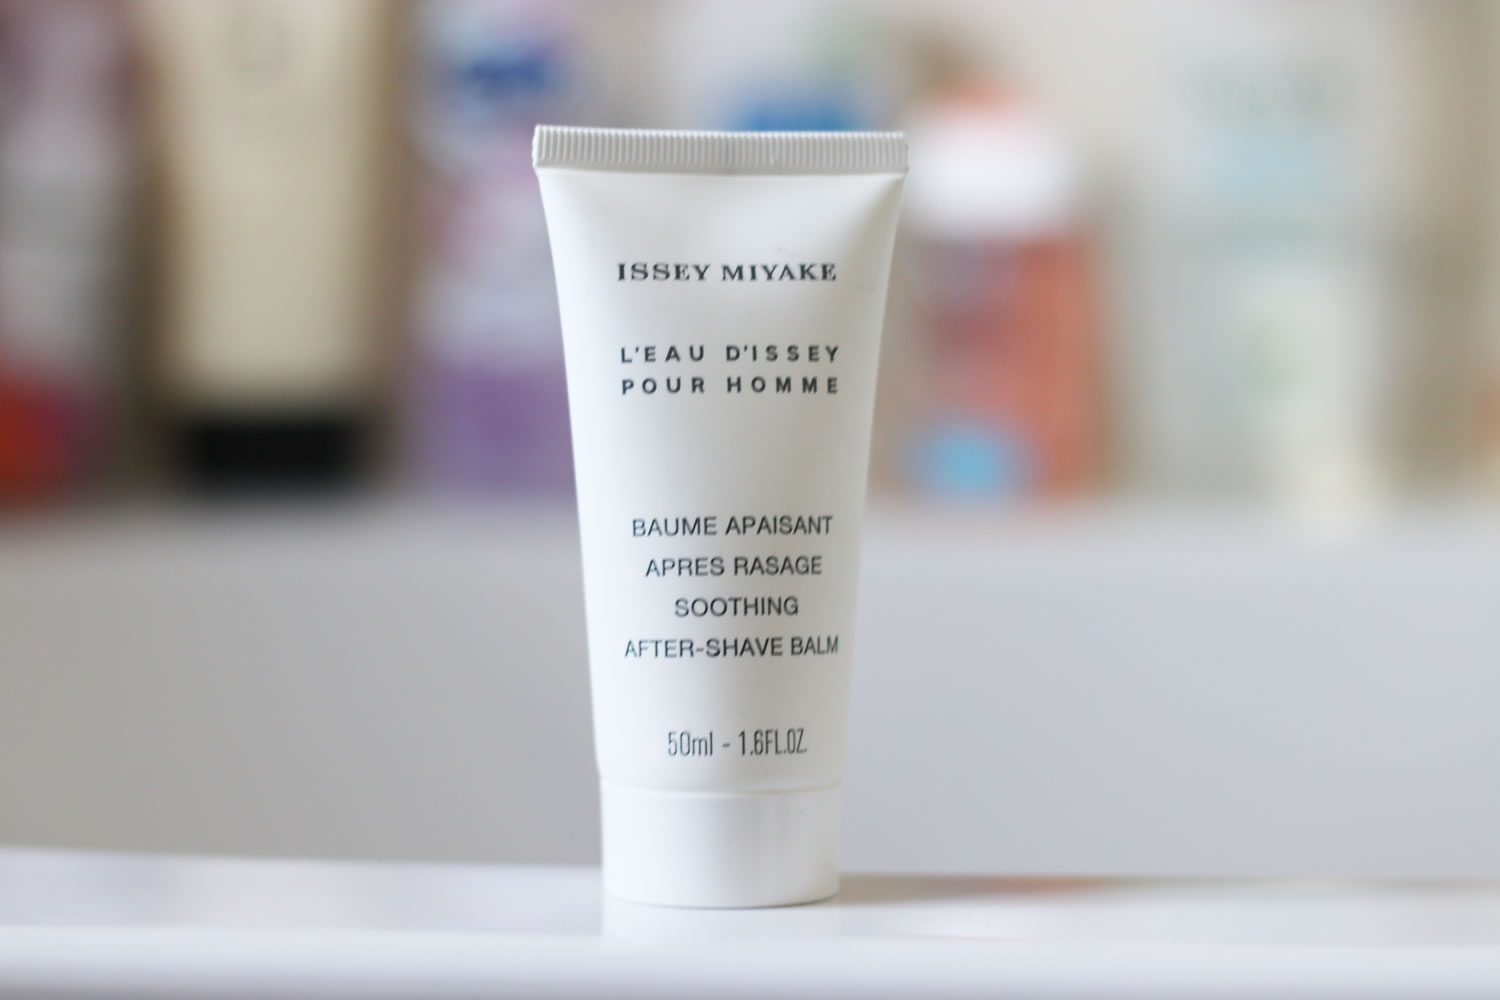 ISSEY MIYAKE
L'EAU D'ISSEY
POUR HOMME
BAUME APAISANT
APRES RASAGE
SOOTHING
AFTER-SHAVE BALM
50ml - 1.6FL.OZ.